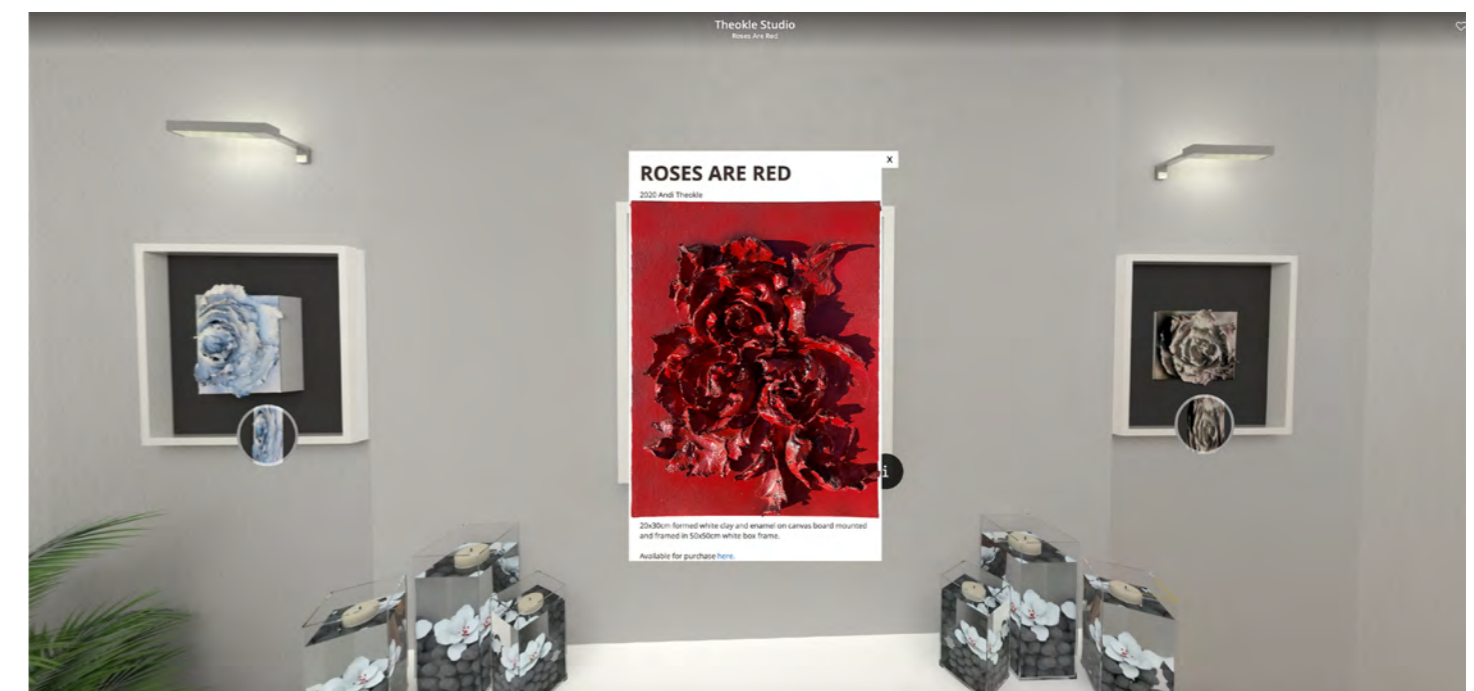 Theokle Studio
Roses Are Red
X
ROSES ARE RED
2020 Andi Theokle
i
20x30cm formed white clay and enamel on canvas board mounted
and framed in 50x50cm white box frame.
Available for purchase here.